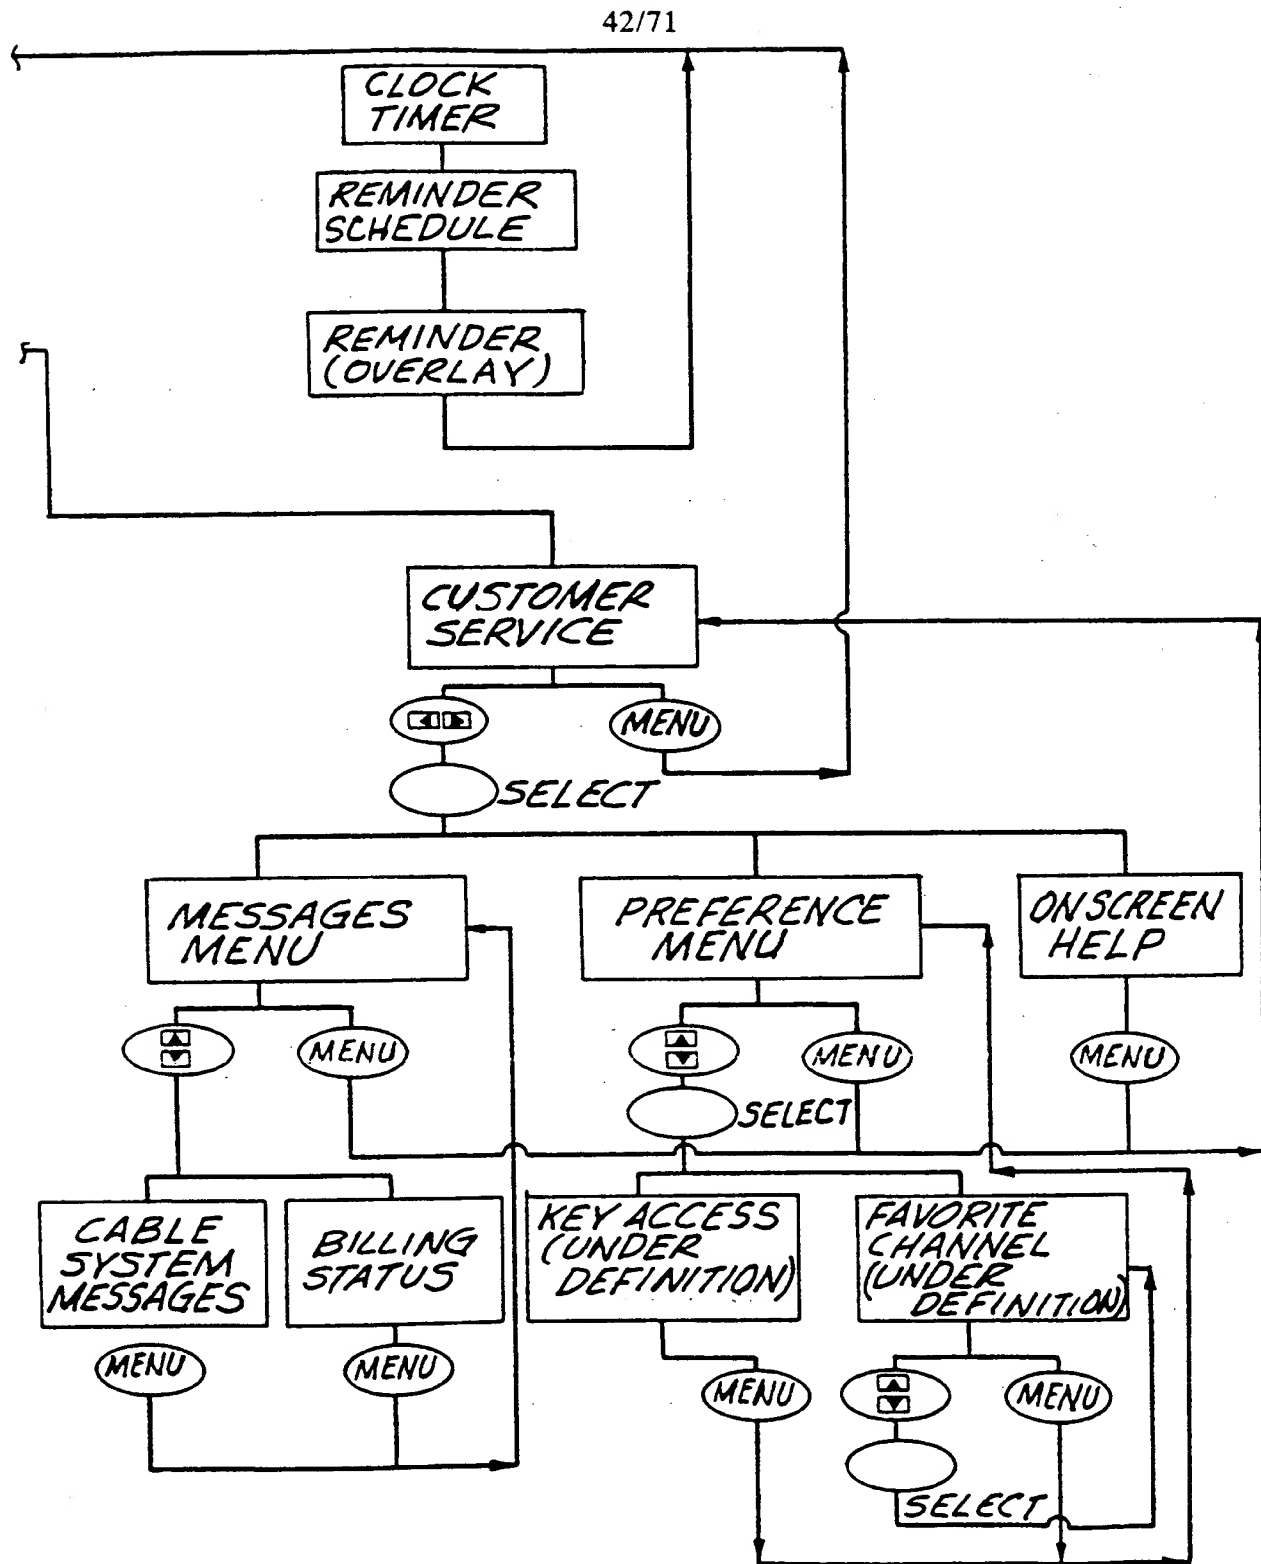 42/71
CLOCK
TIMER
REMINDER
SCHEDULE
REMINDER
(OVERLAY)
CUSTOMER
SERVICE
MENU
SELECT
MESSAGES
MENU
PREFERENCE
MENU
ON SCREEN
HELP
MENU
MENU
MENU
SELECT
CABLE
SYSTEM
MESSAGES
BILLING
STATUS
KEY ACCESS
(UNDER
DEFINITION)
FAVORITE
CHANNEL
(UNDER
DEFINITION)
MENU
MENU
MENU
MENU
SELECT